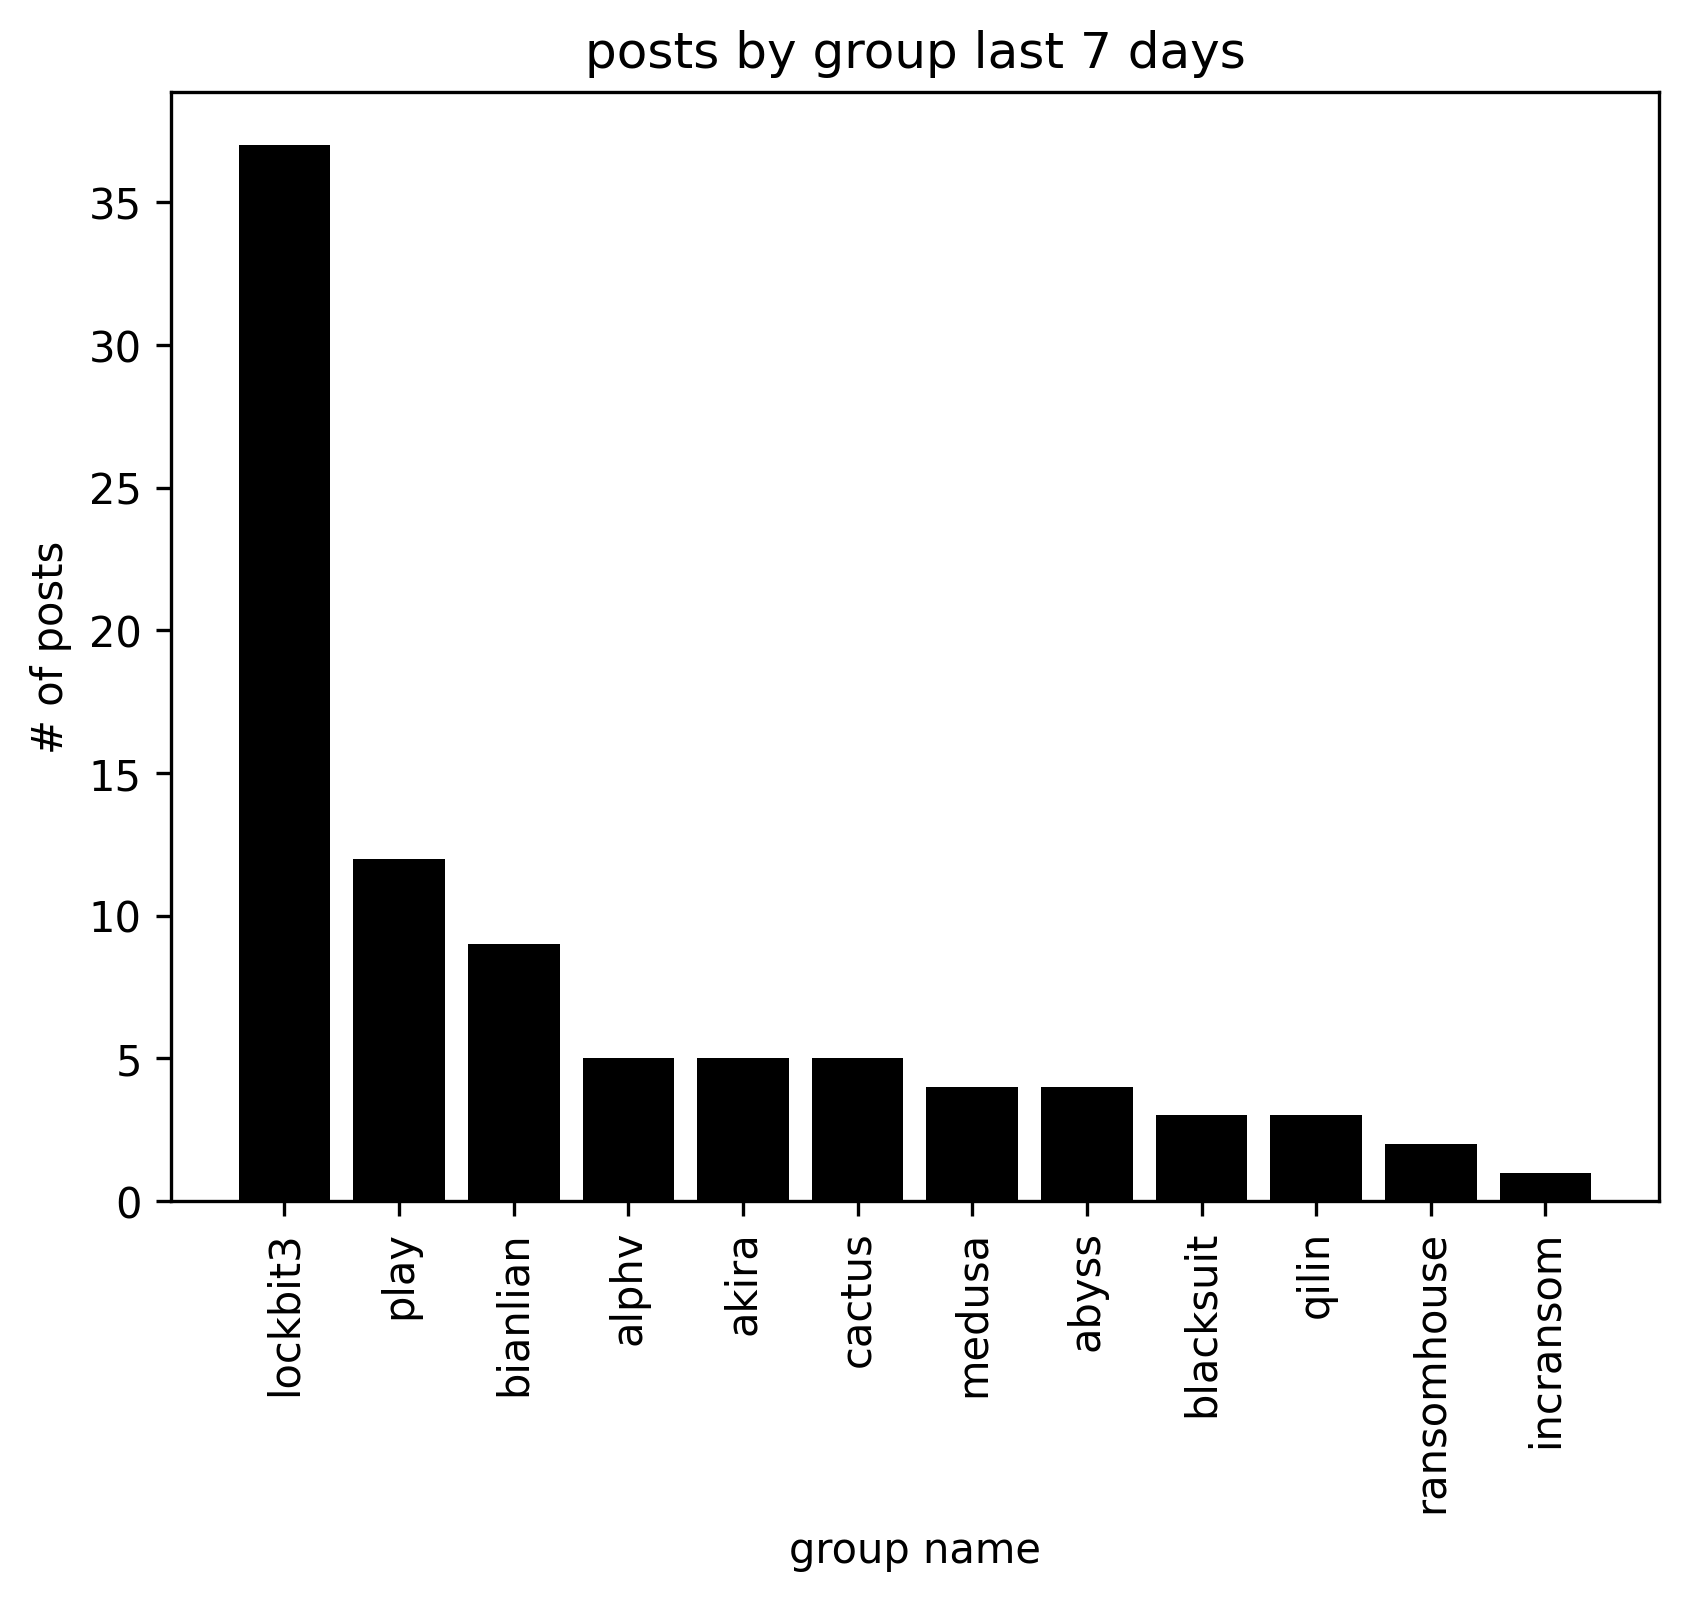 posts by group last 7 days
35
30
25
20
15
10
5
0
# of posts
lockbit3
play
bianlian
alphv
akira
cactus
medusa
abyss
blacksuit
qilin
ransomhouse
incransom
group name